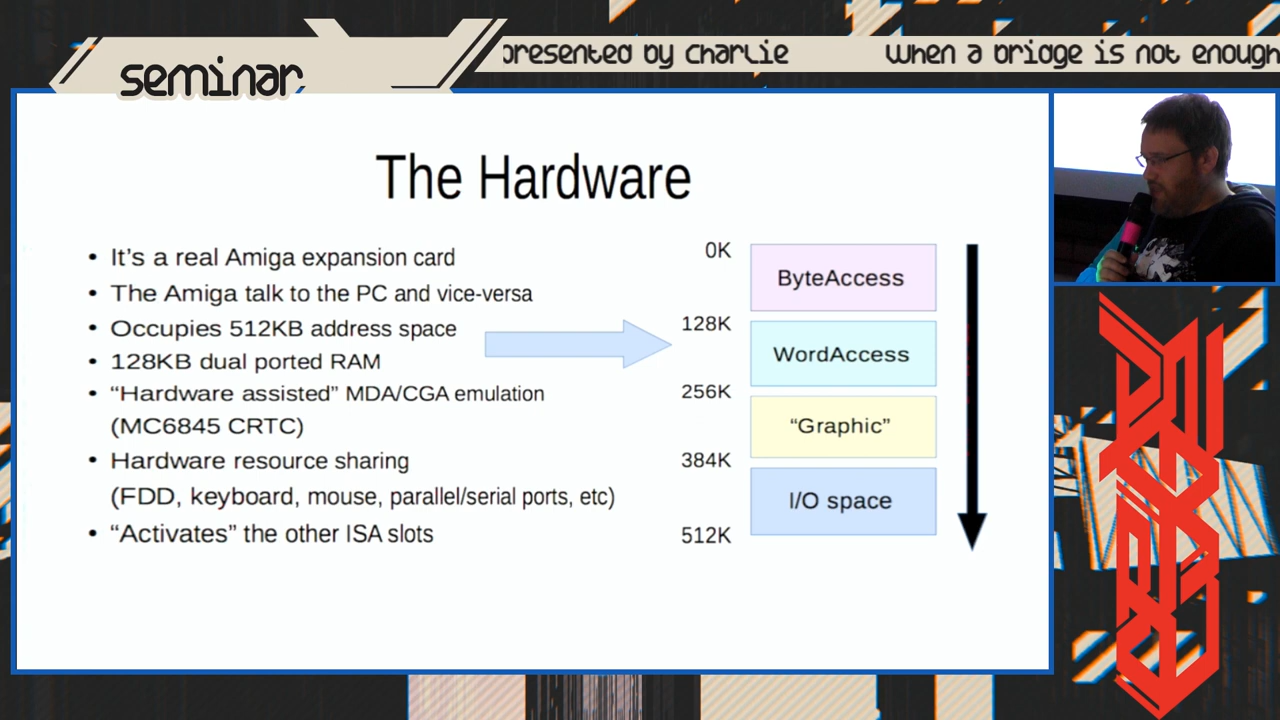 seminar
presented by Charlie
When a bridge is not enough
The Hardware
• It’s a real Amiga expansion card
• The Amiga talk to the PC and vice-versa
• Occupies 512KB address space
• 128KB dual ported RAM
• “Hardware assisted” MDA/CGA emulation
(MC6845 CRTC)
• Hardware resource sharing
(FDD, keyboard, mouse, parallel/serial ports, etc)
• “Activates” the other ISA slots
0K
ByteAccess
128K
WordAccess
256K
“Graphic”
384K
I/O space
512K